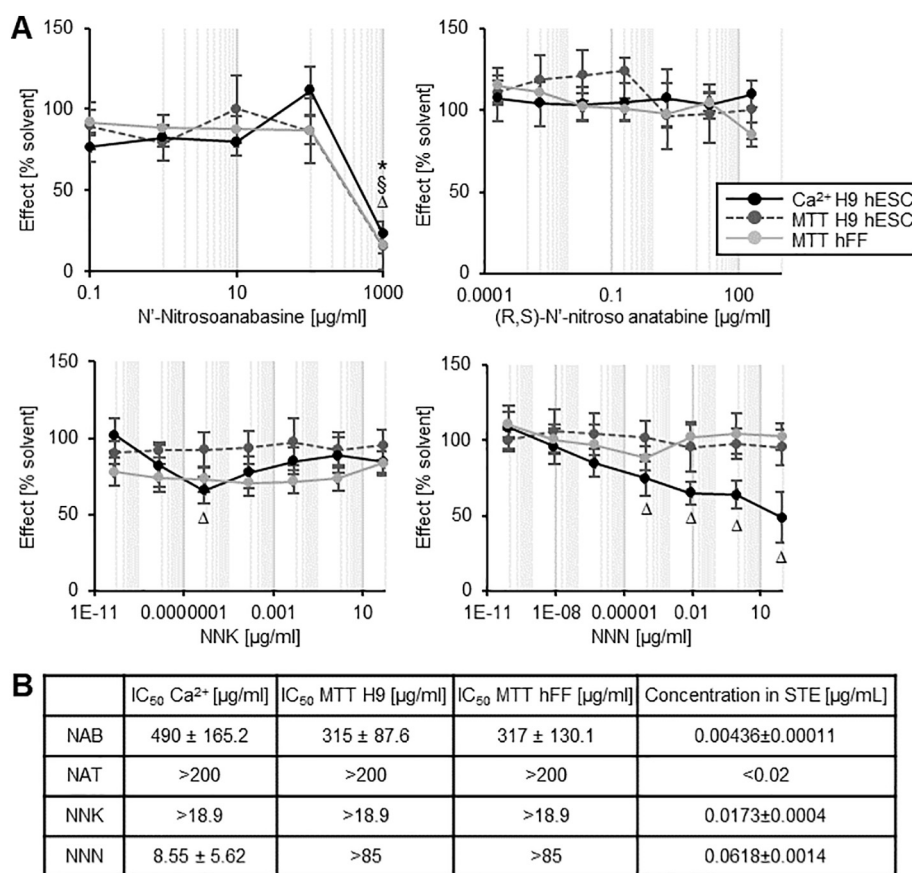 A
150
100
50
0
Effect [% solvent]
*
§
Δ
0.1
10
1000
N'-Nitrosoanabasine [µg/ml]
150
100
50
0
Effect [% solvent]
0.0001
0.1
100
(R,S)-N'-nitroso anatabine [µg/ml]
Ca²⁺ H9 hESC
MTT H9 hESC
MTT hFF
150
100
50
0
Effect [% solvent]
Δ
1E-11
0.0000001
0.001
10
NNK [µg/ml]
150
100
50
0
Effect [% solvent]
Δ
Δ
Δ
Δ
1E-11
1E-08
0.00001
0.01
10
NNN [µg/ml]
B
IC₅₀ Ca²⁺ [µg/ml] IC₅₀ MTT H9 [µg/ml] IC₅₀ MTT hFF [µg/ml] Concentration in STE [µg/mL]
NAB 490 ± 165.2 315 ± 87.6 317 ± 130.1 0.00436±0.00011
NAT >200 >200 >200 <0.02
NNK >18.9 >18.9 >18.9 0.0173±0.0004
NNN 8.55 ± 5.62 >85 >85 0.0618±0.0014